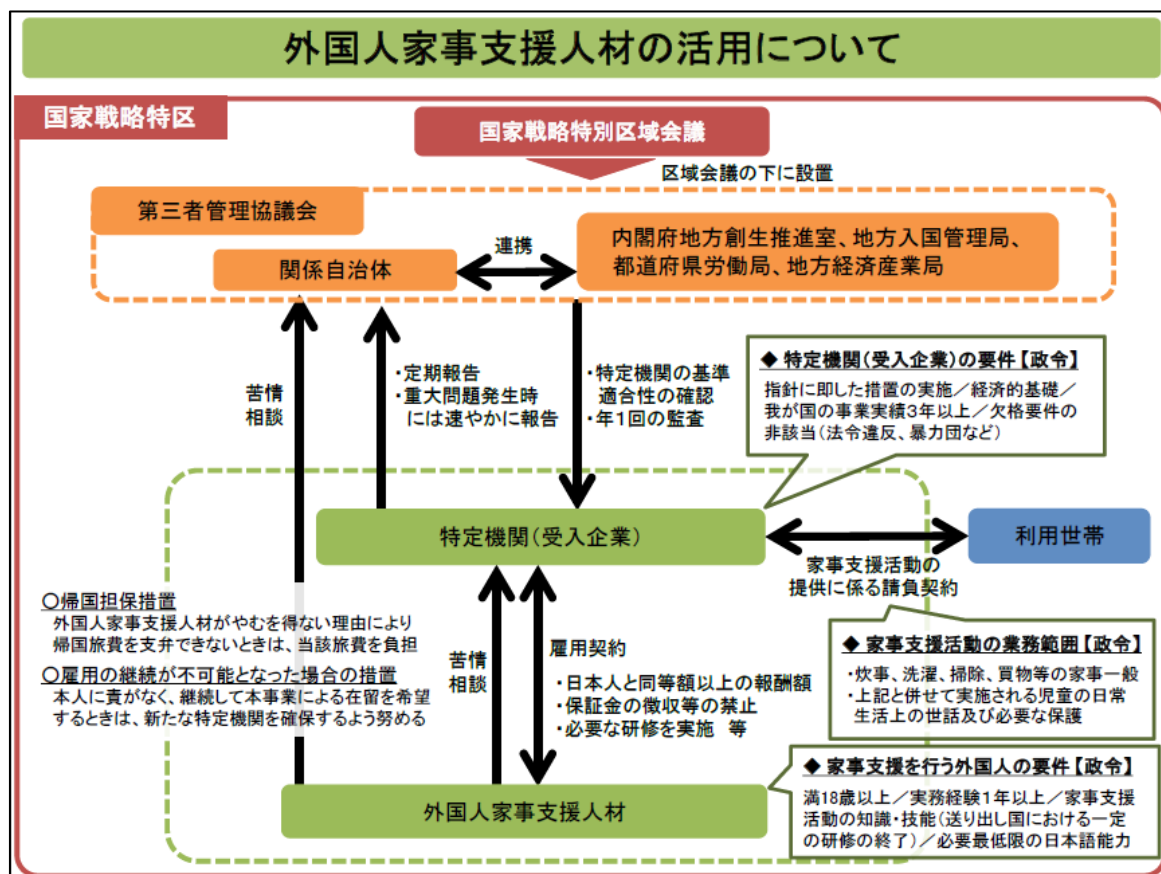 外国人家事支援人材の活用について
国家戦略特区
国家戦略特別区域会議
区域会議の下に設置
第三者管理協議会
関係自治体
連携
内閣府地方創生推進室、地方入国管理局、
都道府県労働局、地方経済産業局
苦情
相談
・定期報告
・重大問題発生時
には速やかに報告
・特定機関の基準
適合性の確認
・年1回の監査
◆ 特定機関(受入企業)の要件【政令】
指針に即した措置の実施/経済的基礎/
我が国の事業実績3年以上/欠格要件の
非該当(法令違反、暴力団など)
特定機関(受入企業)
利用世帯
家事支援活動の
提供に係る請負契約
○帰国担保措置
外国人家事支援人材がやむを得ない理由により
帰国旅費を支弁できないときは、当該旅費を負担
○雇用の継続が不可能となった場合の措置
本人に責がなく、継続して本事業による在留を希望
するときは、新たな特定機関を確保するよう努める
苦情
相談
雇用契約
・日本人と同等額以上の報酬額
・保証金の徴収等の禁止
・必要な研修を実施 等
◆ 家事支援活動の業務範囲【政令】
・炊事、洗濯、掃除、買物等の家事一般
・上記と併せて実施される児童の日常
生活上の世話及び必要な保護
◆ 家事支援を行う外国人の要件【政令】
満18歳以上/実務経験1年以上/家事支援
活動の知識・技能(送り出し国における一定
の研修の終了)/必要最低限の日本語能力
外国人家事支援人材